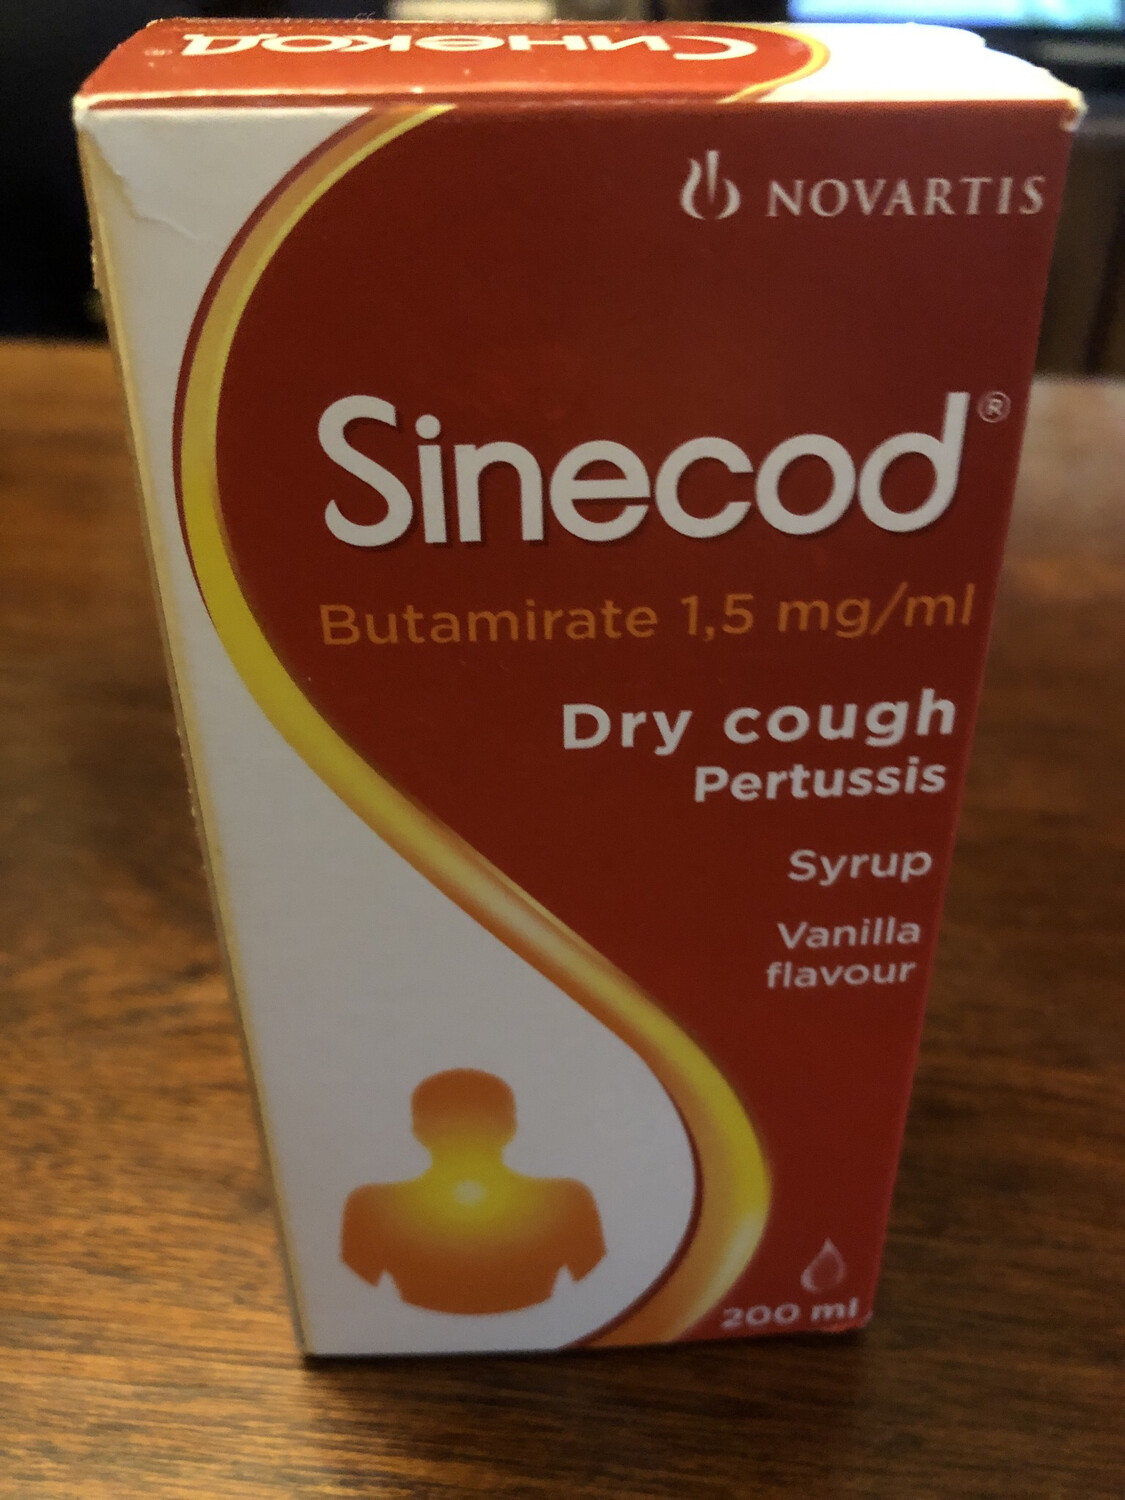 Синекод®
NOVARTIS
Sinecod®
Butamirate 1,5 mg/ml
Dry cough
Pertussis
Syrup
Vanilla
flavour
200 ml